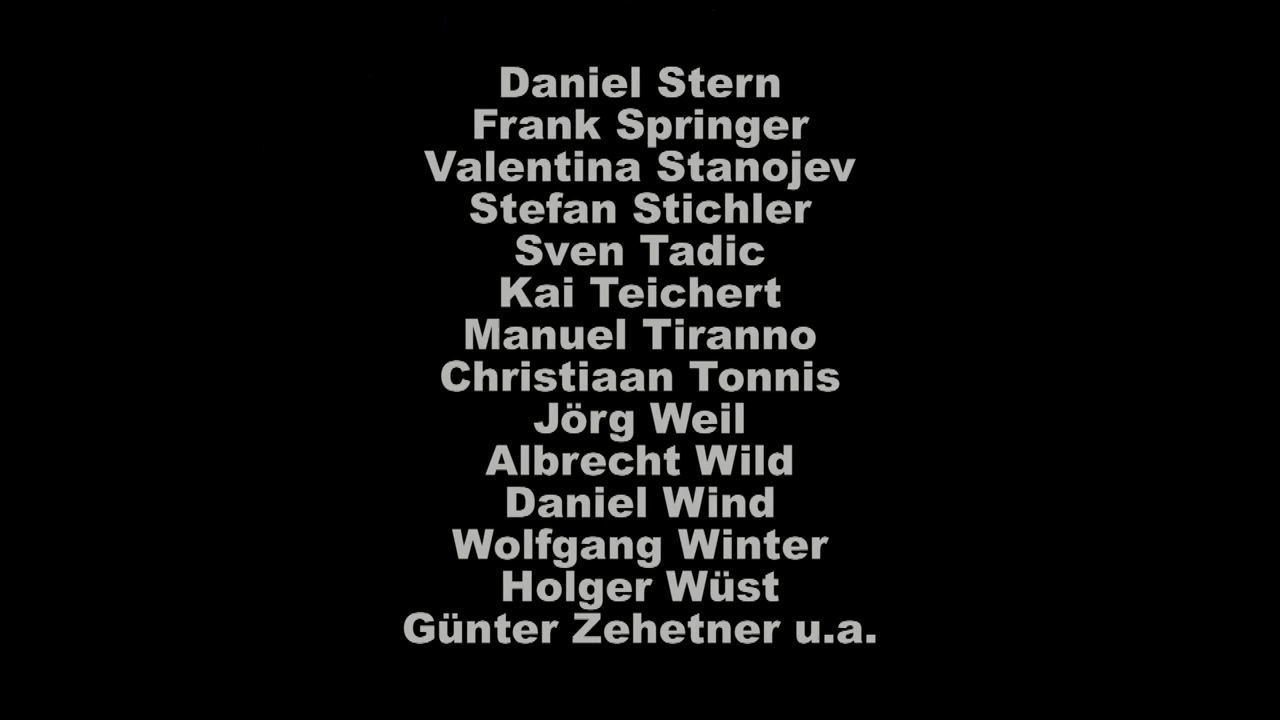 Daniel Stern
Frank Springer
Valentina Stanojev
Stefan Stichler
Sven Tadic
Kai Teichert
Manuel Tiranno
Christiaan Tonnis
Jörg Weil
Albrecht Wild
Daniel Wind
Wolfgang Winter
Holger Wüst
Günter Zehetner u.a.